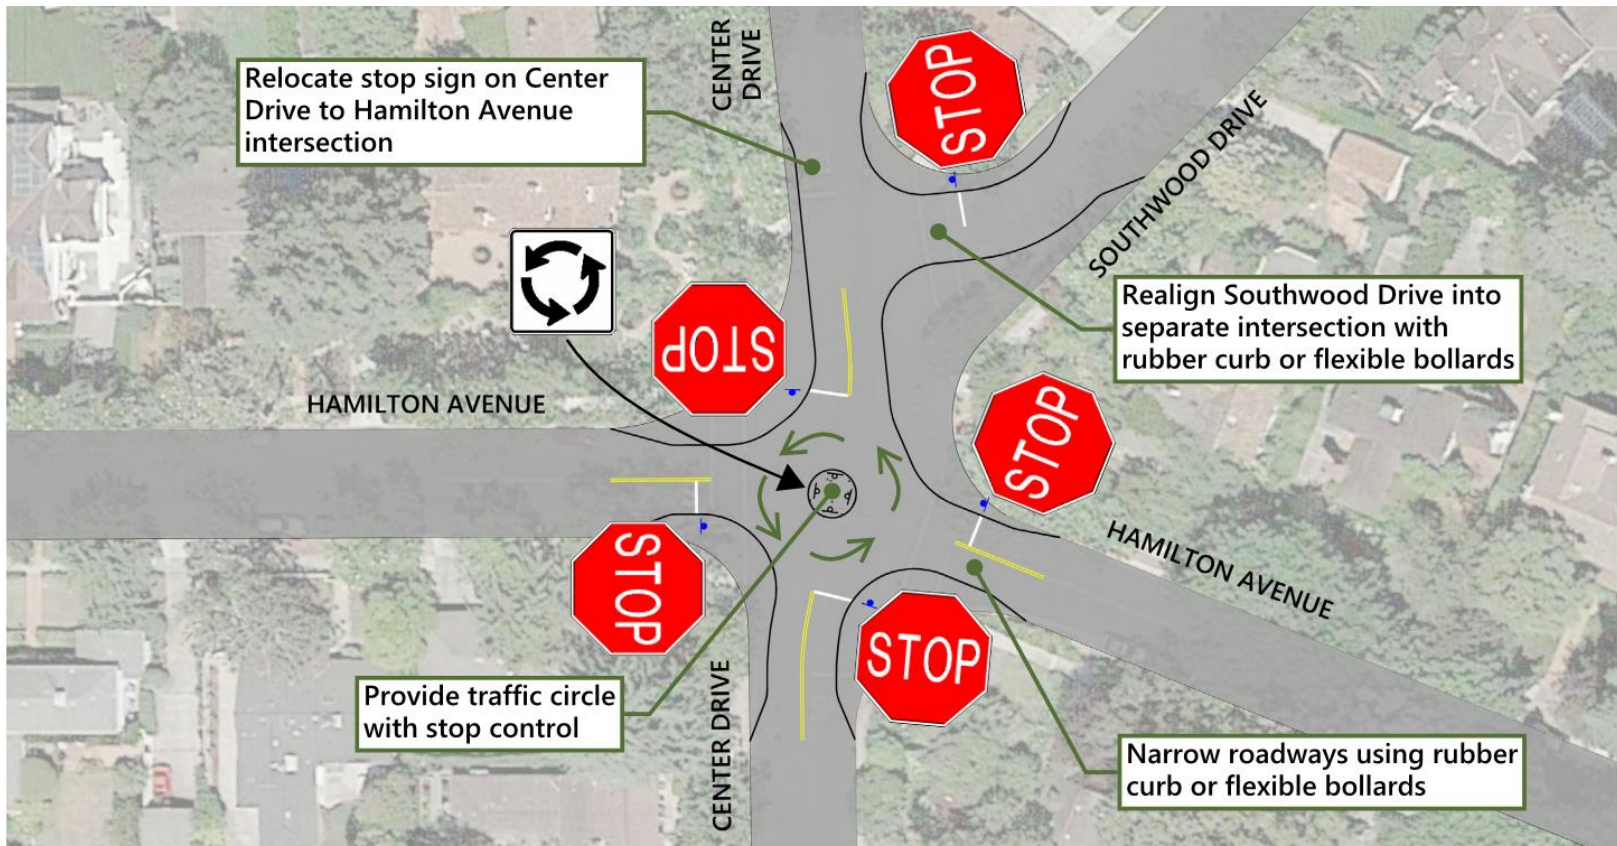 CENTER
DRIVE
STOP
Relocate stop sign on Center
Drive to Hamilton Avenue
intersection
SOUTHWOOD DRIVE
Realign Southwood Drive into
separate intersection with
rubber curb or flexible bollards
STOP
HAMILTON AVENUE
STOP
HAMILTON AVENUE
STOP
STOP
Provide traffic circle
with stop control
CENTER DRIVE
Narrow roadways using rubber
curb or flexible bollards